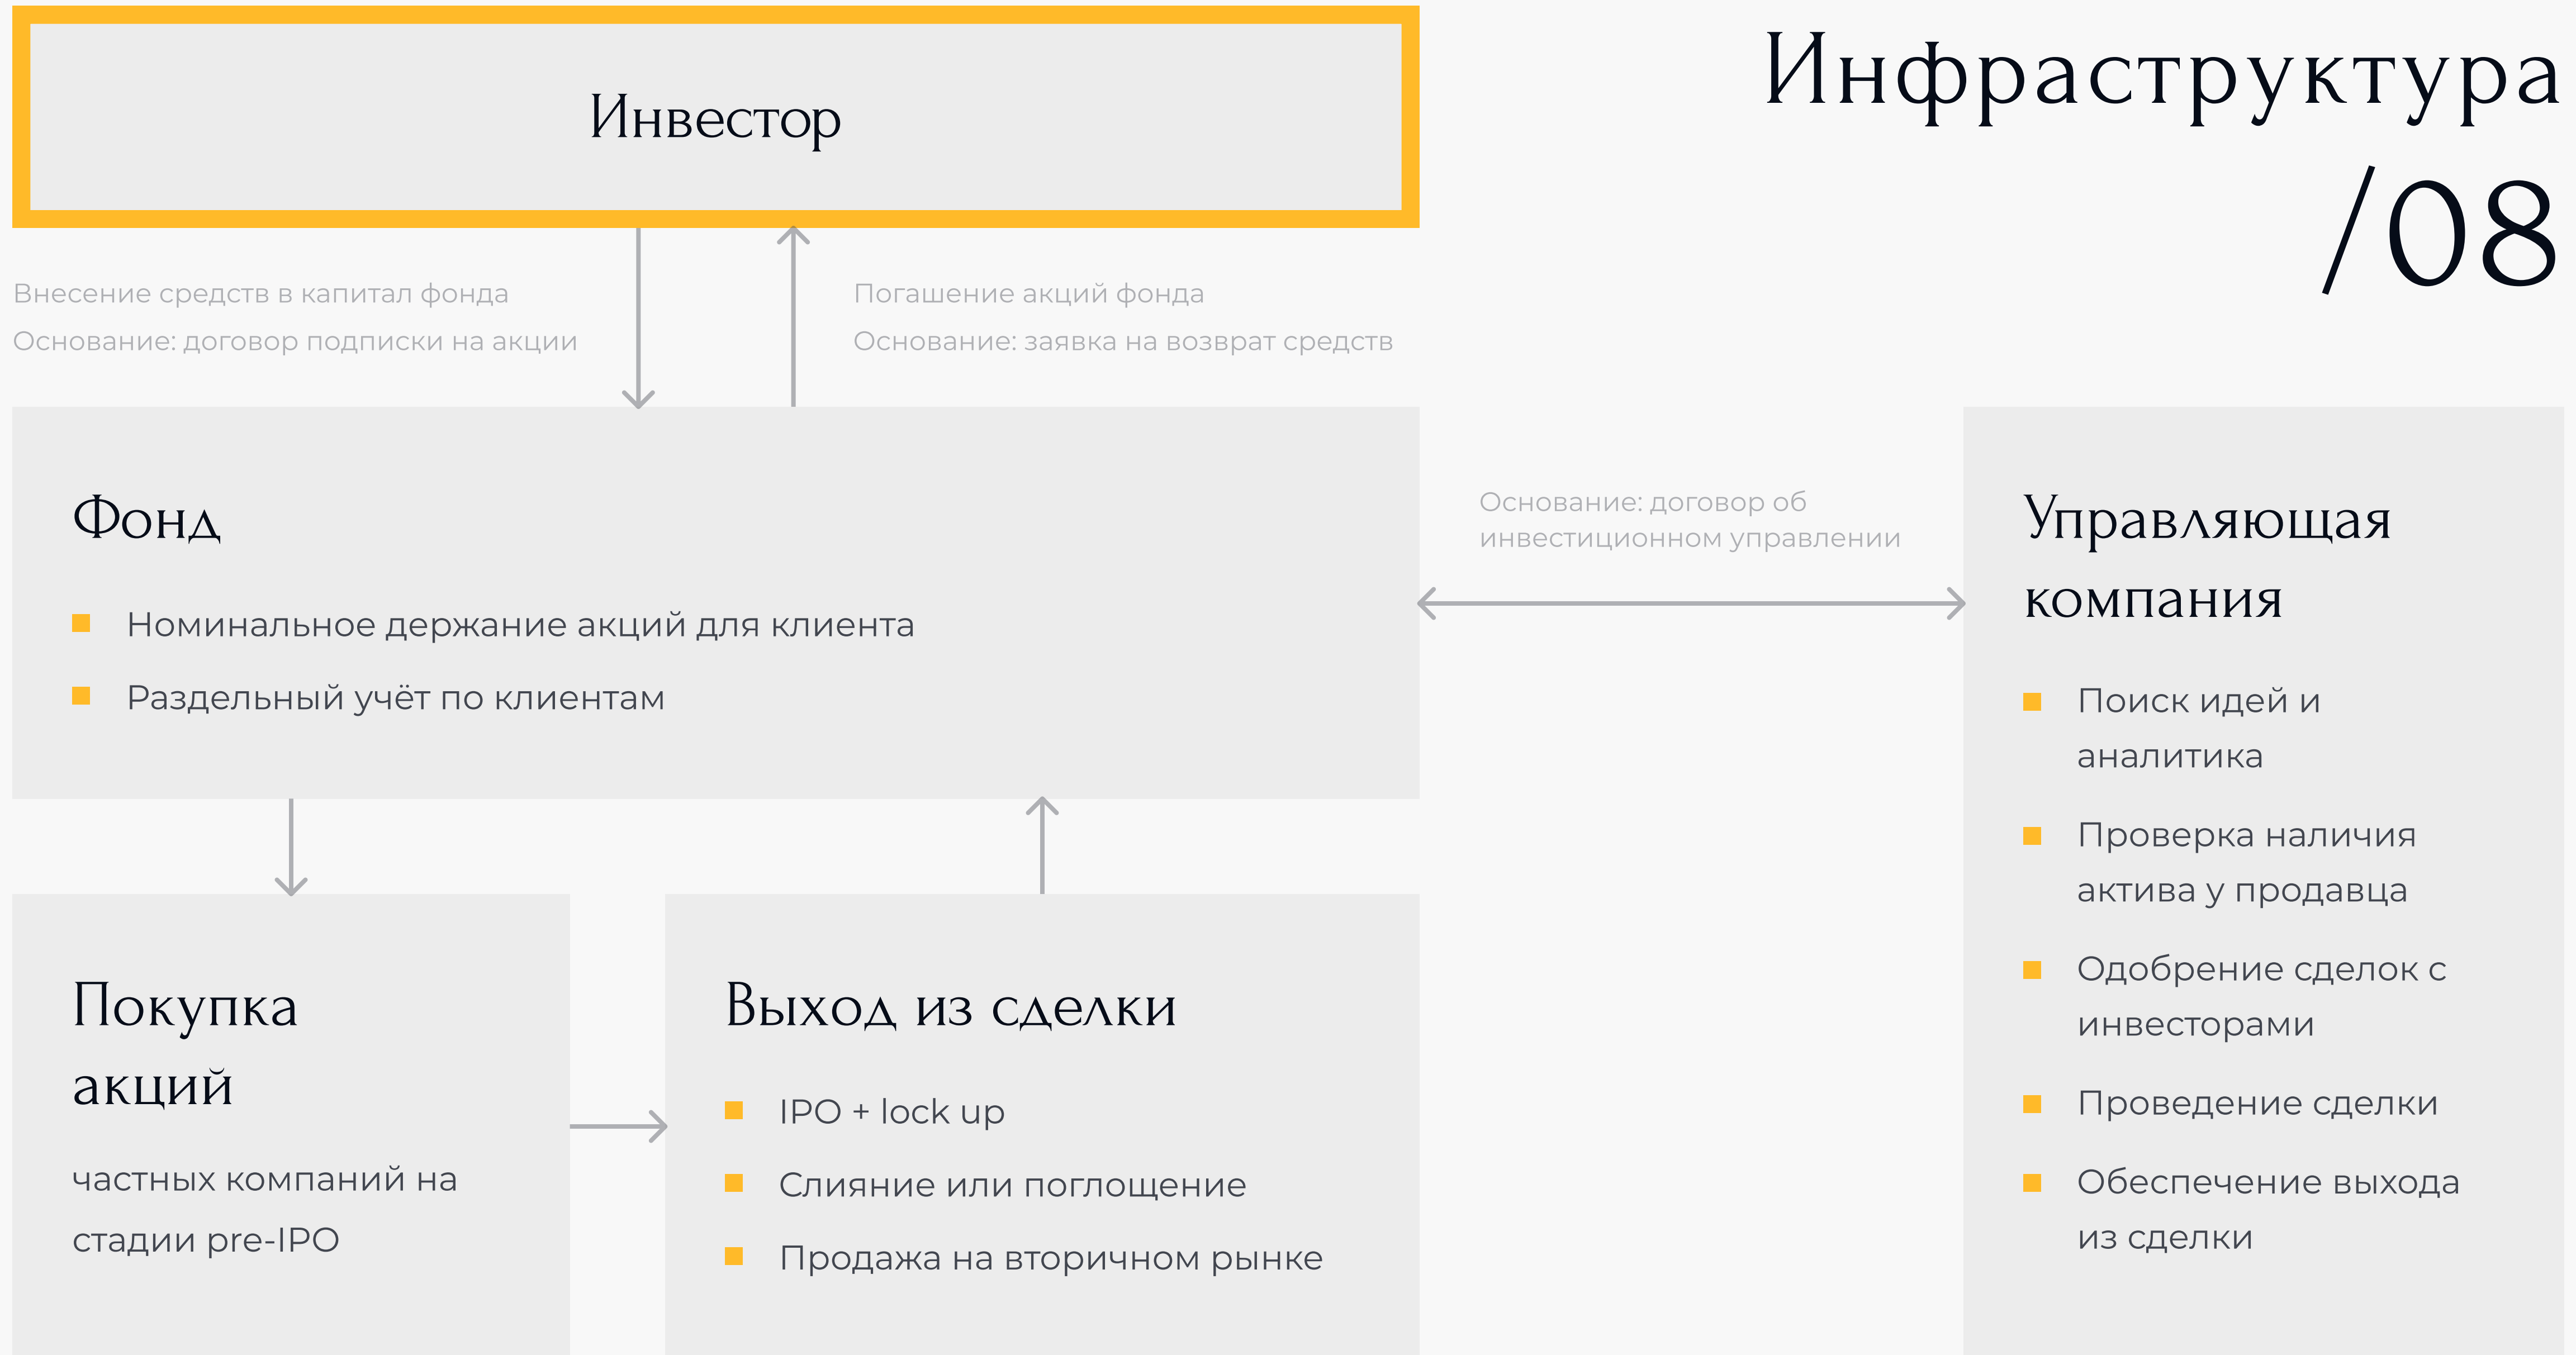 Инфраструктура
/08
Инвестор
Внесение средств в капитал фонда
Основание: договор подписки на акции
Погашение акций фонда
Основание: заявка на возврат средств
Фонд
Номинальное держание акций для клиента
Раздельный учёт по клиентам
Основание: договор об
инвестиционном управлении
Управляющая
компания
Поиск идей и
аналитика
Проверка наличия
актива у продавца
Одобрение сделок с
инвесторами
Проведение сделки
Обеспечение выхода
из сделки
Покупка
акций
частных компаний на
стадии pre-IPO
Выход из сделки
IPO + lock up
Слияние или поглощение
Продажа на вторичном рынке